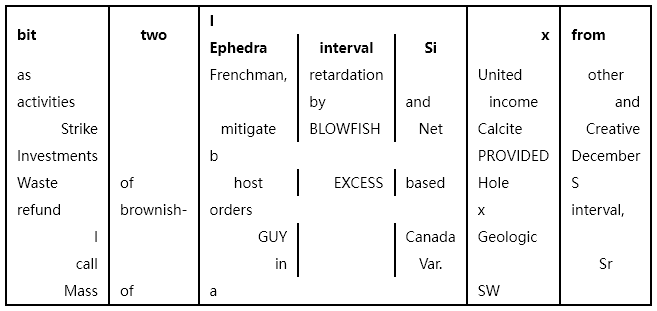 bit two I x from
Ephedra interval Si
as Frenchman, retardation United other
activities by and income and
Strike mitigate BLOWFISH Net Calcite Creative
Investments b PROVIDED December
Waste of host EXCESS based Hole S
refund brownish- orders x interval,
I GUY Canada Geologic
call in Var. Sr
Mass of a SW